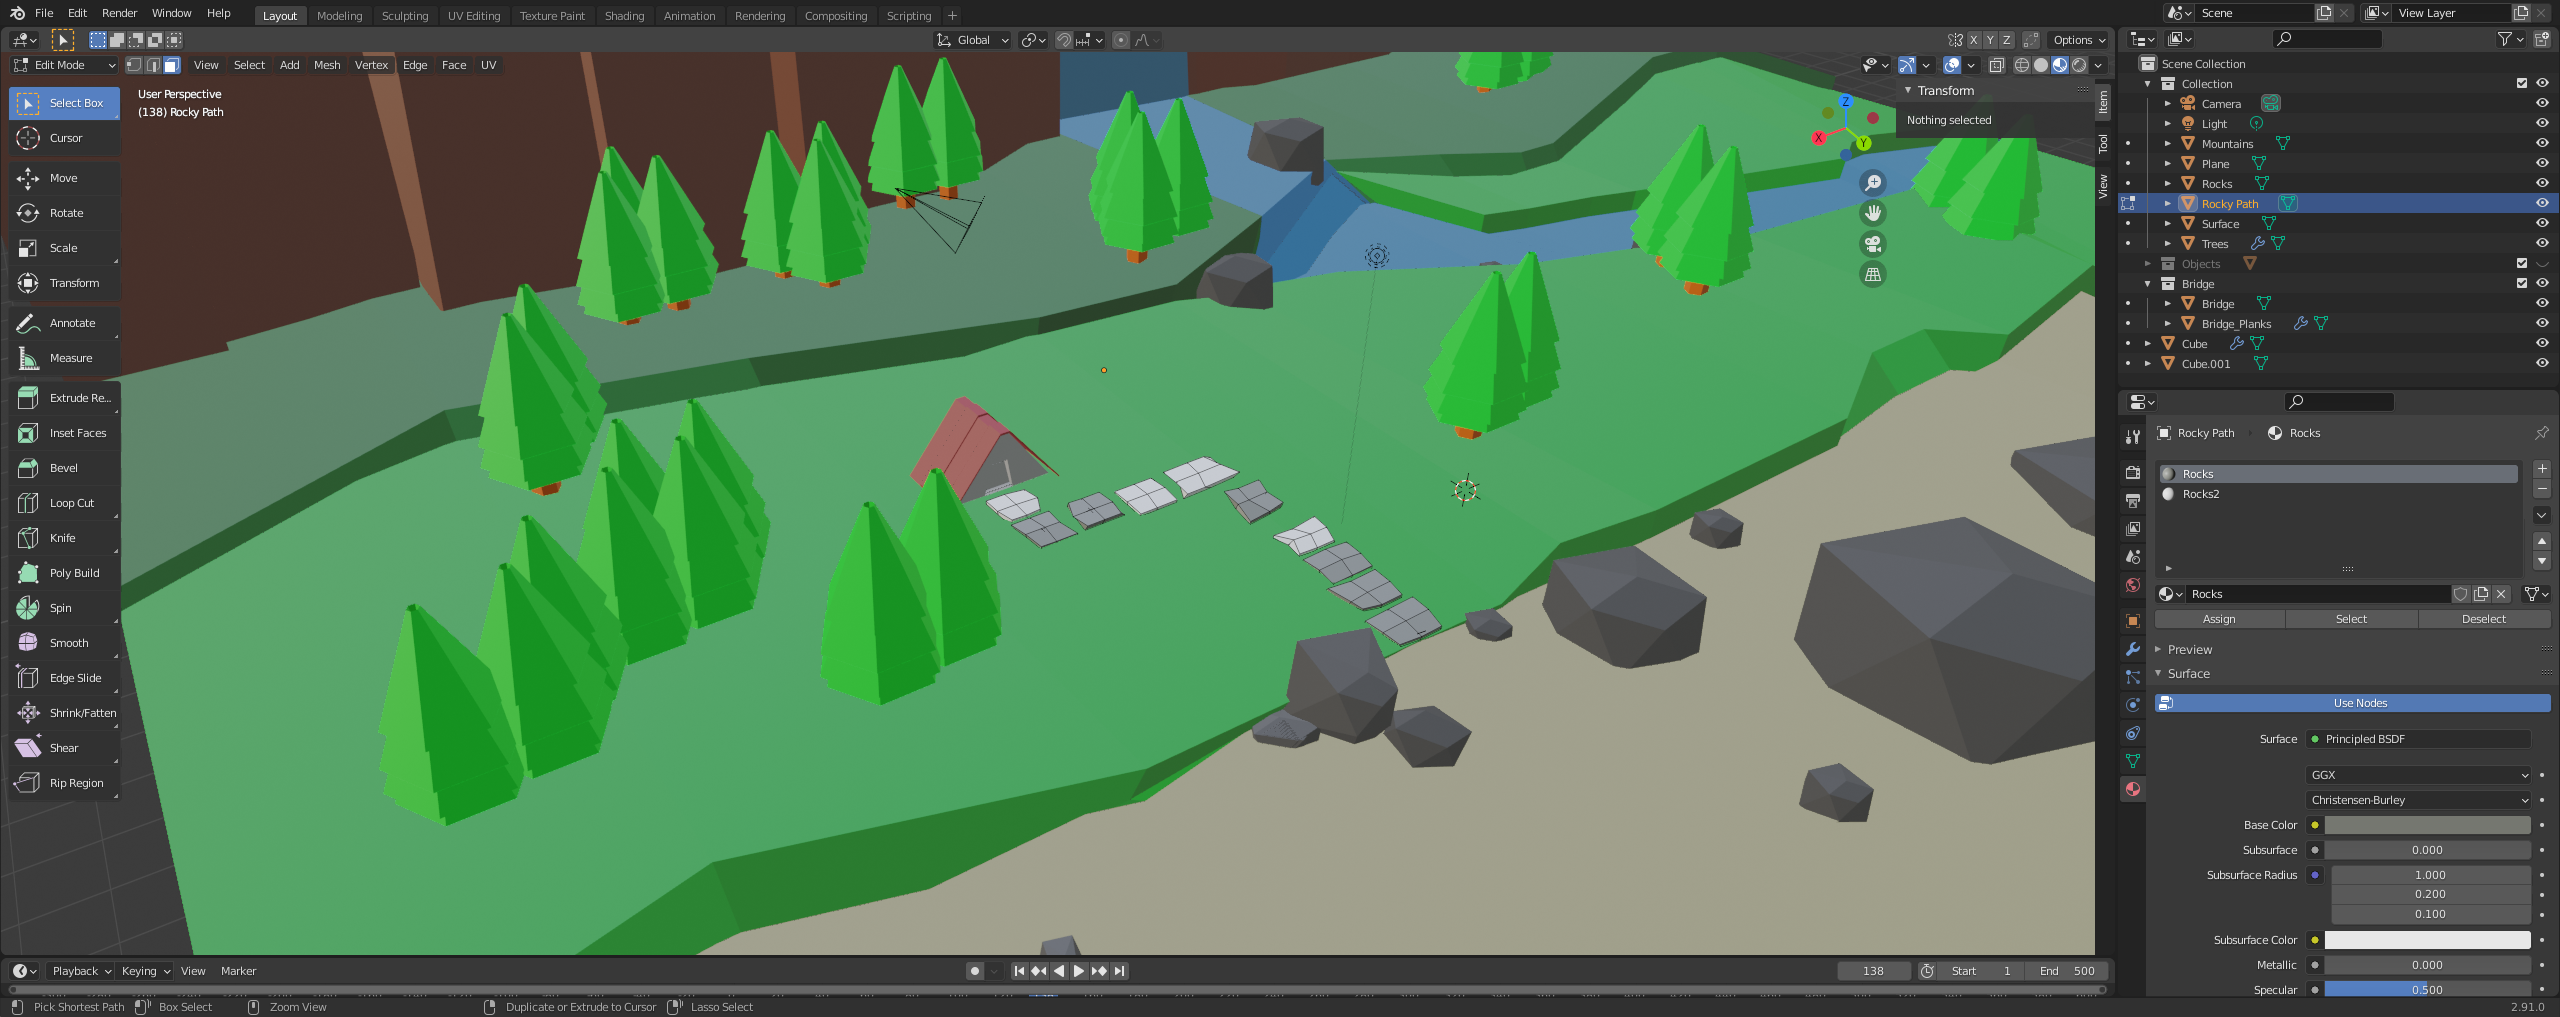 File Edit Render Window Help Layout Modeling Sculpting UV Editing Texture Paint Shading Animation Rendering Compositing Scripting + Scene View Layer
Global X Y Z Options
Edit Mode View Select Add Mesh Vertex Edge Face UV
User Perspective
(138) Rocky Path
Select Box
Cursor
Move
Rotate
Scale
Transform
Annotate
Measure
Extrude Re...
Inset Faces
Bevel
Loop Cut
Knife
Poly Build
Spin
Smooth
Edge Slide
Shrink/Fatten
Shear
Rip Region
Z
X
Y
Transform
Nothing selected
Item
Tool
View
Scene Collection
Collection
Camera
Light
Mountains
Plane
Rocks
Rocky Path
Surface
Trees
Objects
Bridge
Bridge
Bridge_Planks
Cube
Cube.001
Rocky Path Rocks
Rocks
Rocks2
Rocks
Assign Select Deselect
Preview
Surface
Use Nodes
Surface Principled BSDF
GGX
Christensen-Burley
Base Color
Subsurface 0.000
Subsurface Radius 1.000
0.200
0.100
Subsurface Color
Metallic 0.000
Specular 0.500
Playback Keying View Marker 138 Start 1 End 500
Pick Shortest Path Box Select Zoom View Duplicate or Extrude to Cursor Lasso Select 2.91.0